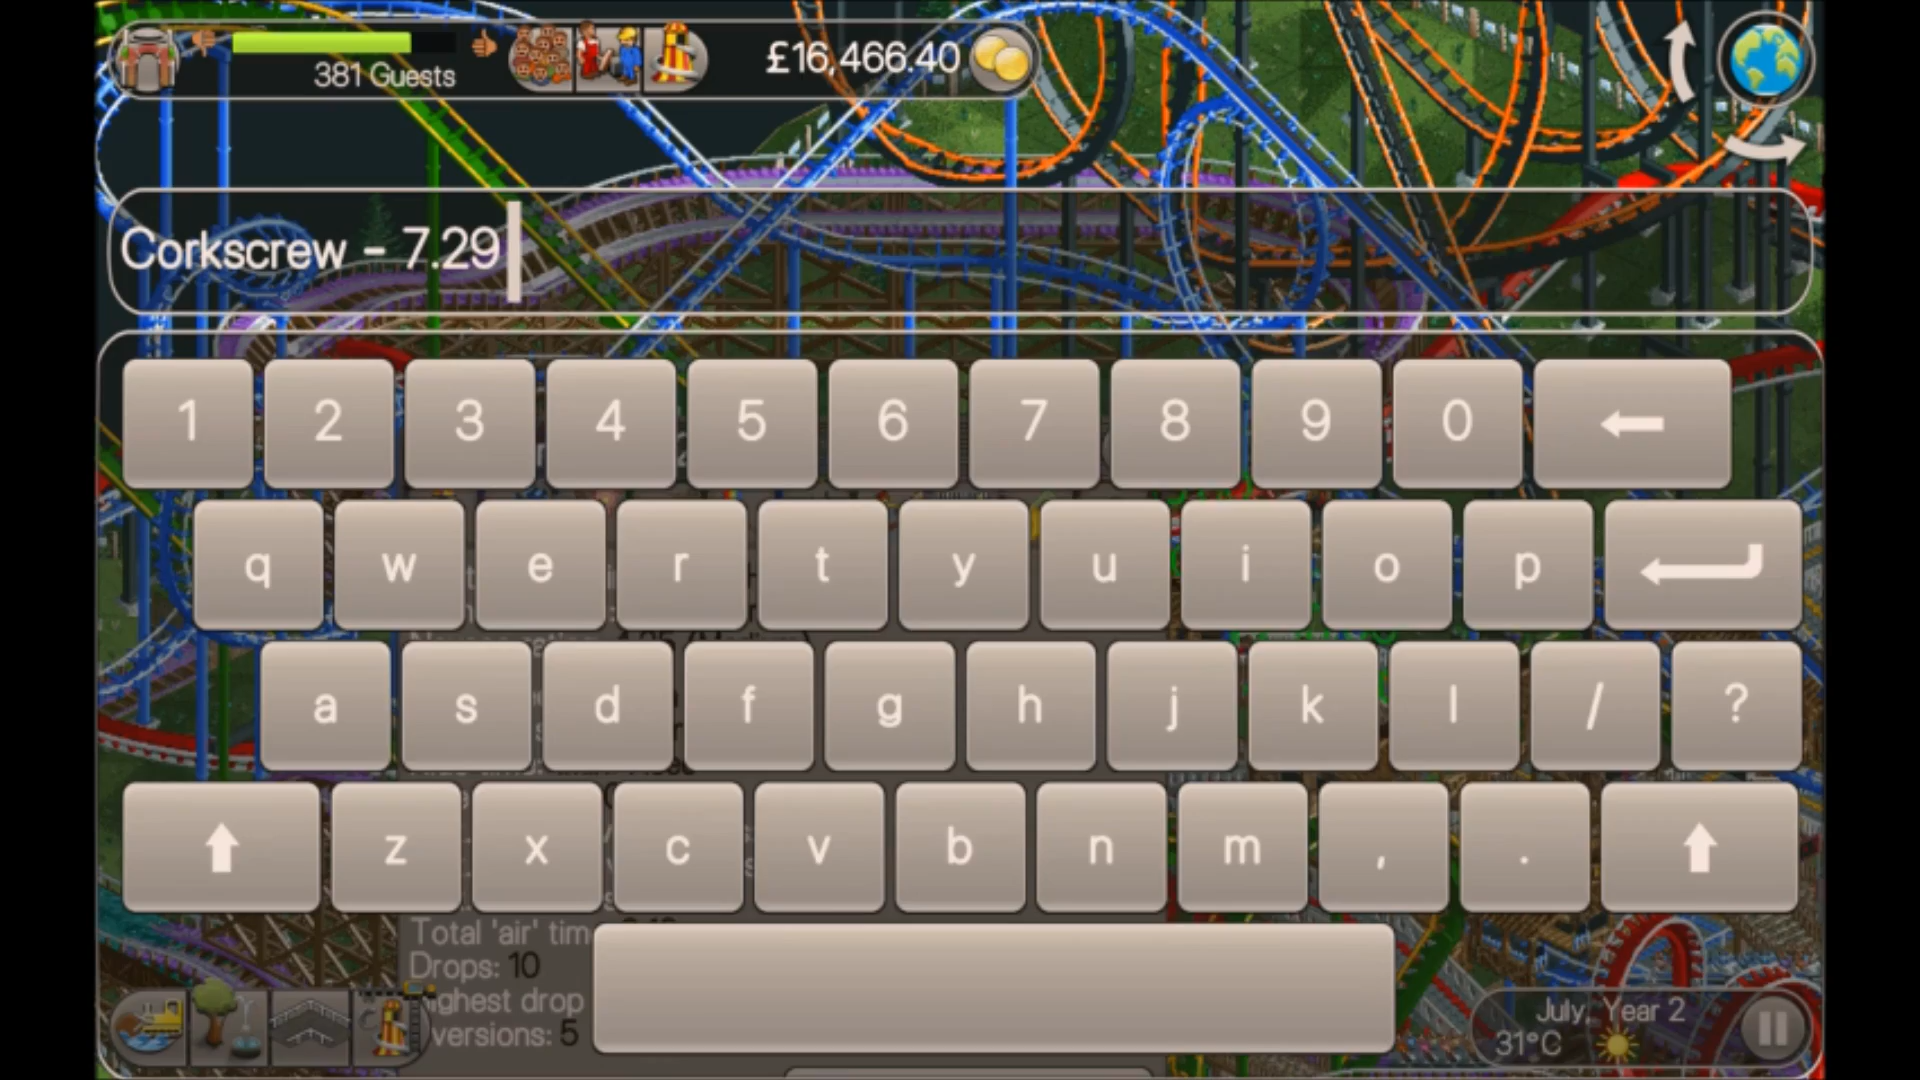 381 Guests
£16,466.40
Corkscrew - 7.29
1 2 3 4 5 6 7 8 9 0
q w e r t y u i o p
a s d f g h j k l / ?
z x c v b n m , .
Total 'air' tim
Drops: 10
ghest drop
versions: 5
July, Year 2
31°C